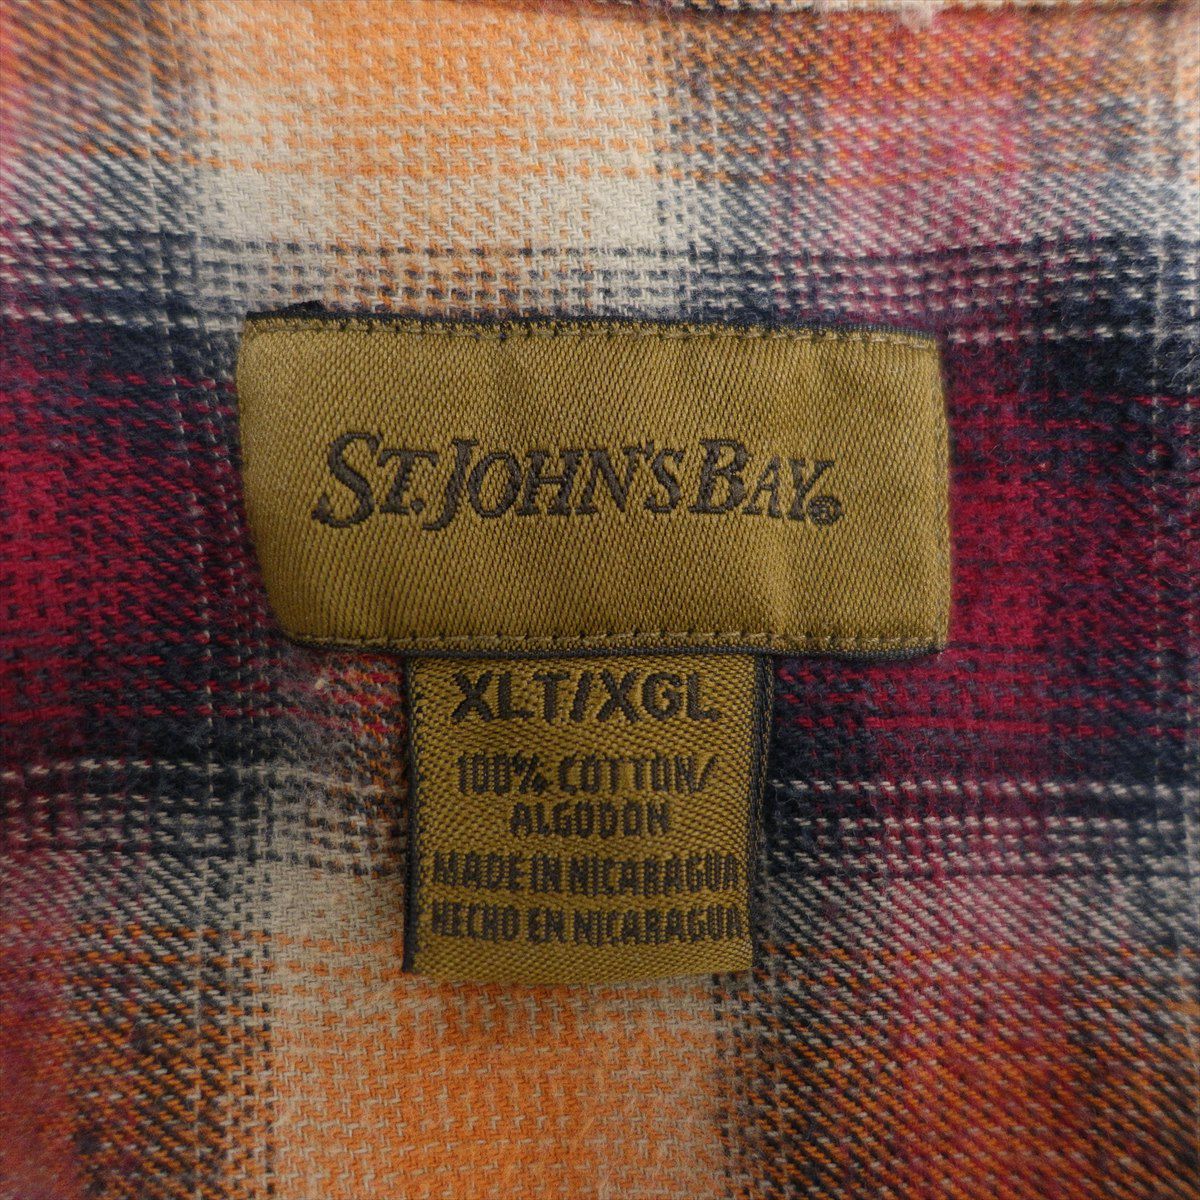 ST. JOHN'S BAY®
XLT/XGL
100% COTTON/
ALGODON
MADE IN NICARAGUA
HECHO EN NICARAGUA